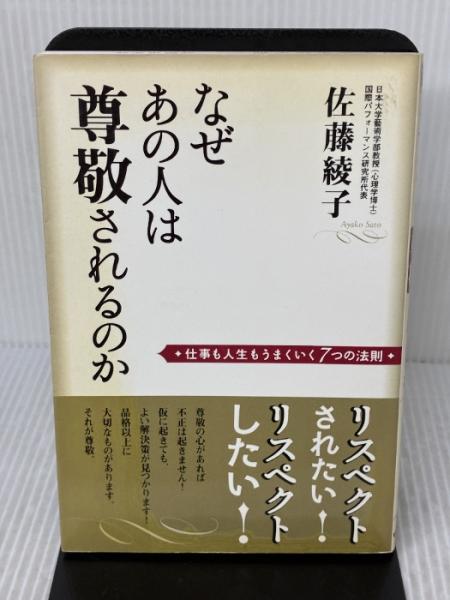 日本大学藝術学部教授(心理学博士)
国際パフォーマンス研究所代表
佐藤綾子
Ayako Sato
なぜ
あの人は
尊敬されるのか
仕事も人生もうまくいく7つの法則
リスペクト
されたい!
リスペクト
したい!
尊敬の心があれば
不正は起きません!
仮に起きても、
よい解決策が見つかります!
品格以上に
大切なものがあります。
それが尊敬。